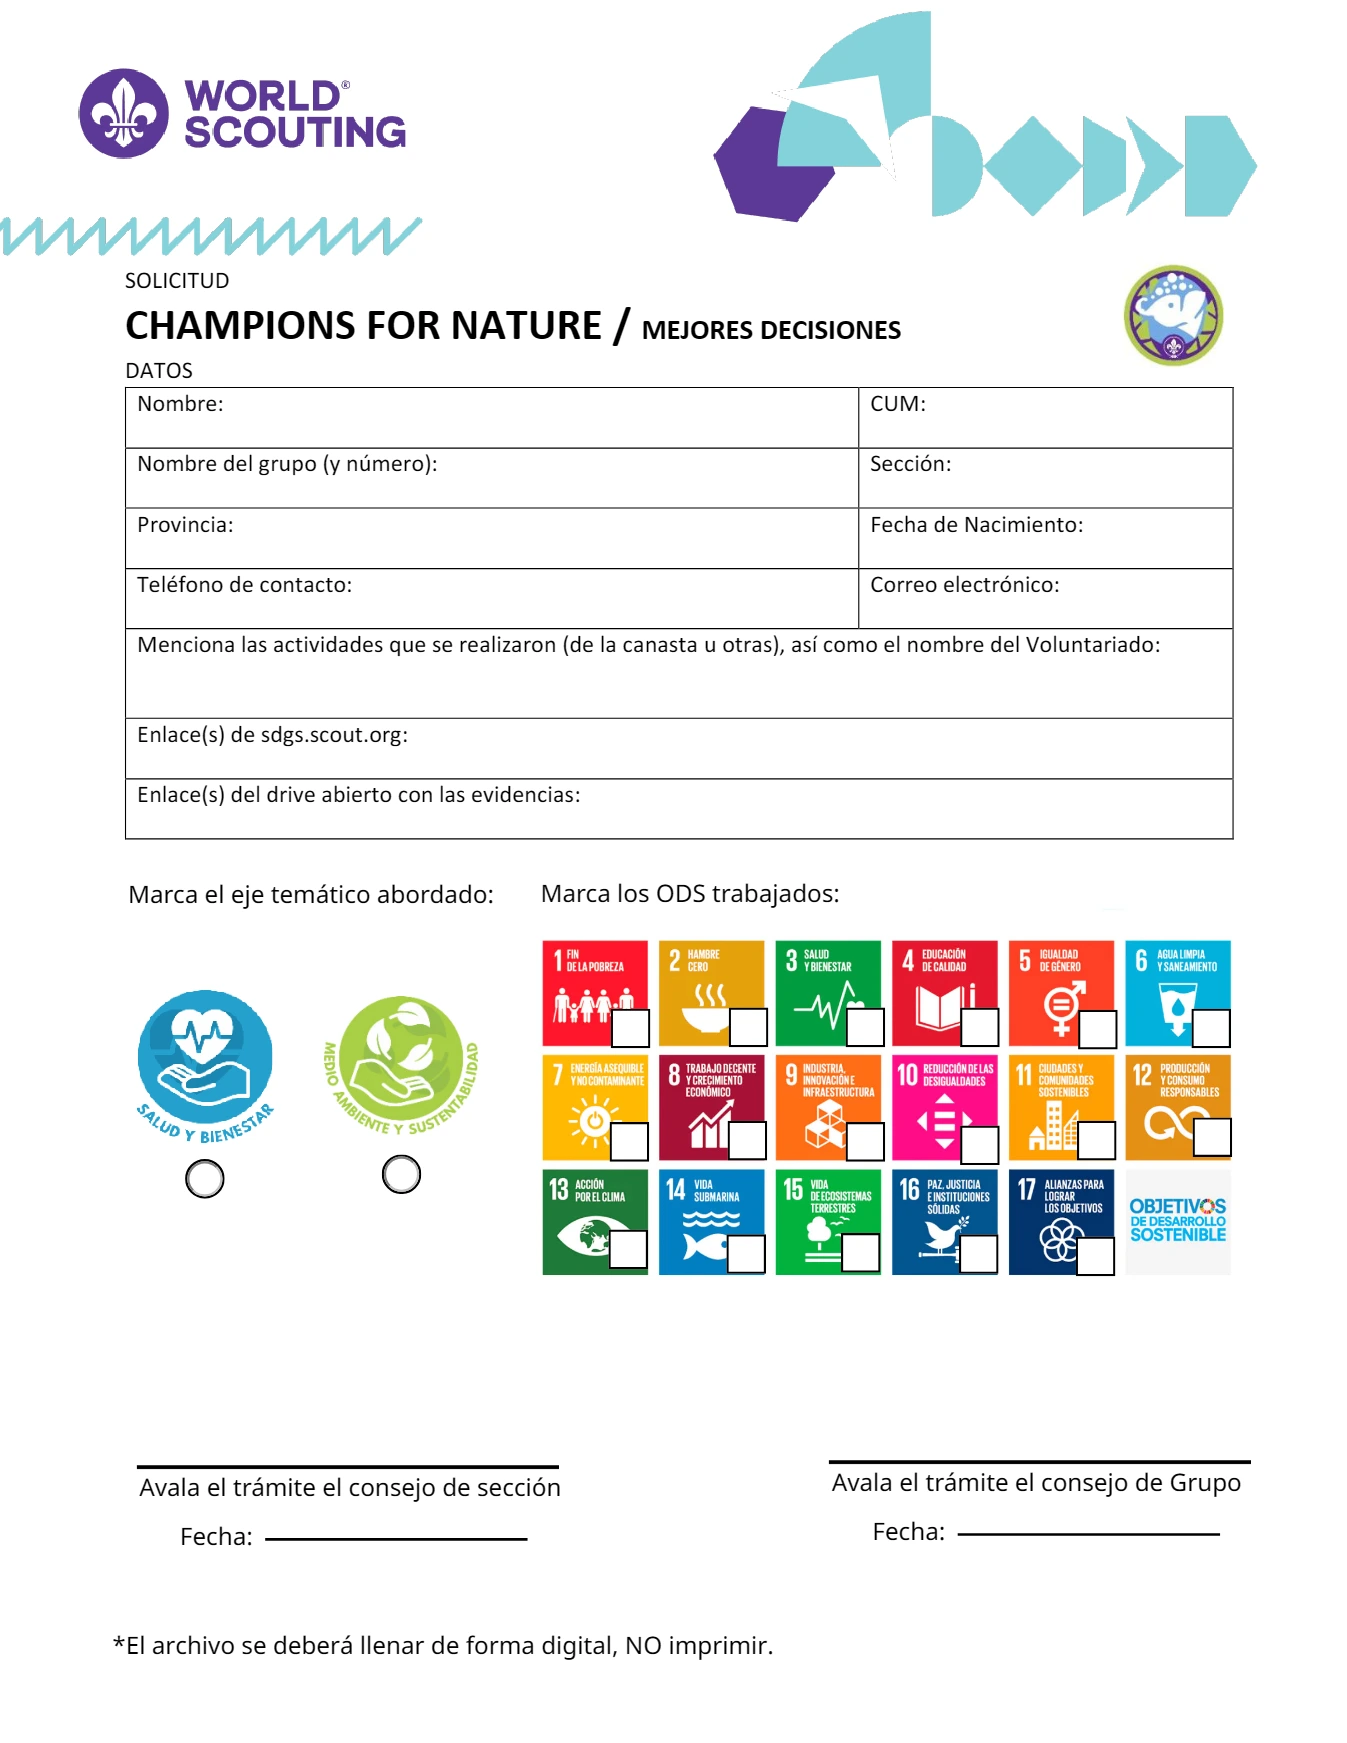 WORLD®
SCOUTING
SOLICITUD
CHAMPIONS FOR NATURE / MEJORES DECISIONES
DATOS
Nombre: CUM:
Nombre del grupo (y número): Sección:
Provincia: Fecha de Nacimiento:
Teléfono de contacto: Correo electrónico:
Menciona las actividades que se realizaron (de la canasta u otras), así como el nombre del Voluntariado:
Enlace(s) de sdgs.scout.org:
Enlace(s) del drive abierto con las evidencias:
Marca el eje temático abordado:
SALUD Y BIENESTAR
MEDIO AMBIENTE Y SUSTENTABILIDAD
Marca los ODS trabajados:
1 FIN
DE LA POBREZA
2 HAMBRE
CERO
3 SALUD
Y BIENESTAR
4 EDUCACIÓN
DE CALIDAD
5 IGUALDAD
DE GÉNERO
6 AGUA LIMPIA
Y SANEAMIENTO
7 ENERGÍA ASEQUIBLE
Y NO CONTAMINANTE
8 TRABAJO DECENTE
Y CRECIMIENTO
ECONÓMICO
9 INDUSTRIA,
INNOVACIÓN E
INFRAESTRUCTURA
10 REDUCCIÓN DE LAS
DESIGUALDADES
11 CIUDADES Y
COMUNIDADES
SOSTENIBLES
12 PRODUCCIÓN
Y CONSUMO
RESPONSABLES
13 ACCIÓN
POR EL CLIMA
14 VIDA
SUBMARINA
15 VIDA
DE ECOSISTEMAS
TERRESTRES
16 PAZ, JUSTICIA
E INSTITUCIONES
SÓLIDAS
17 ALIANZAS PARA
LOGRAR
LOS OBJETIVOS
OBJETIVOS
DE DESARROLLO
SOSTENIBLE
Avala el trámite el consejo de sección
Fecha:
Avala el trámite el consejo de Grupo
Fecha:
*El archivo se deberá llenar de forma digital, NO imprimir.